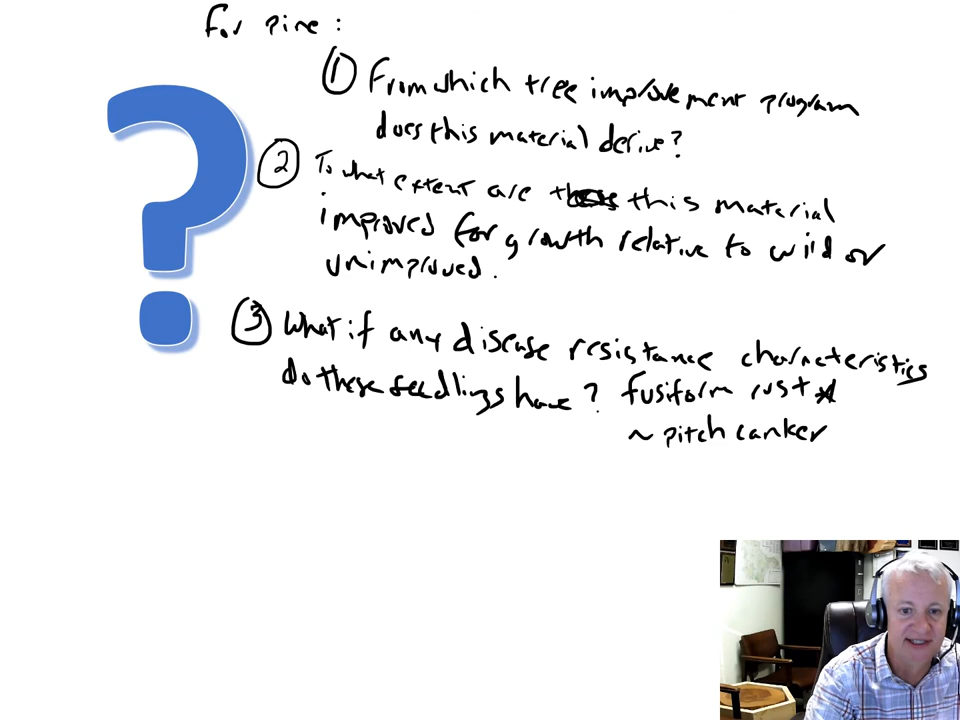 For pine :
① From which tree improvement program
does this material derive?
② To what extent are this material
improved for growth relative to wild or
unimproved.
③ What if any disease resistance characteristics
do these seedlings have? fusiform rust *
~ pitch canker